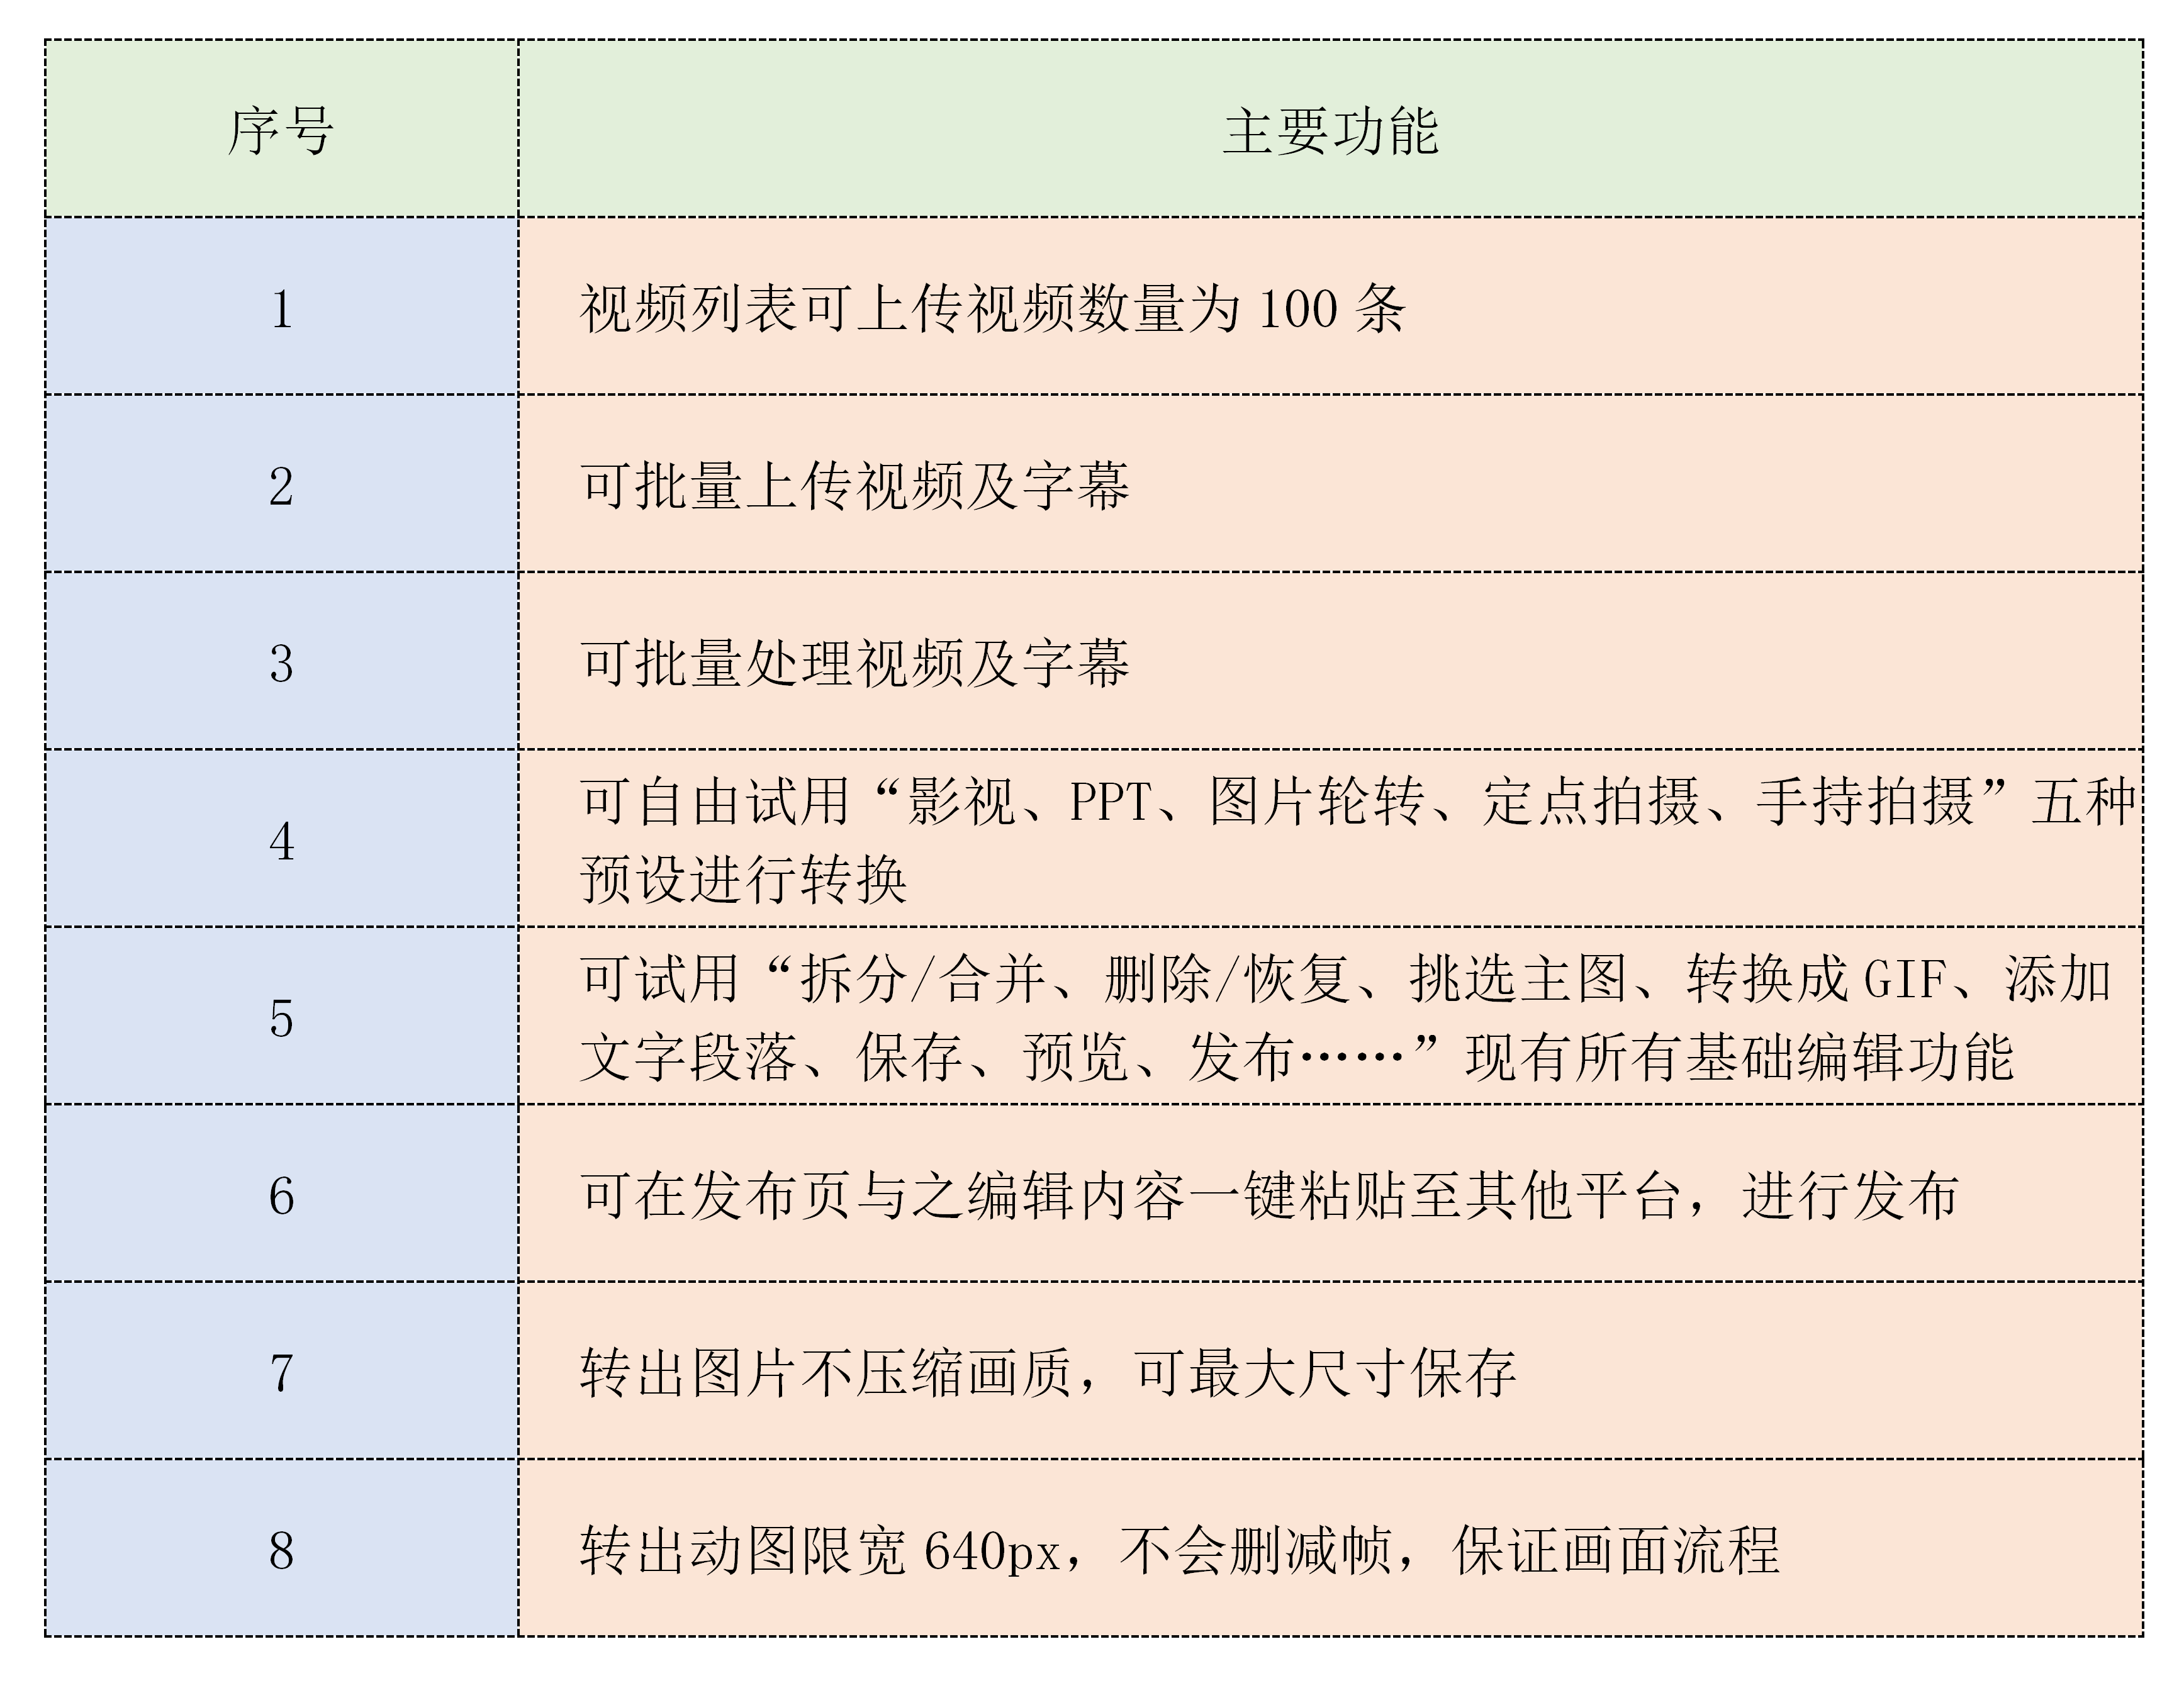 序号 主要功能
1 视频列表可上传视频数量为 100 条
2 可批量上传视频及字幕
3 可批量处理视频及字幕
4 可自由试用“影视、PPT、图片轮转、定点拍摄、手持拍摄”五种
预设进行转换
5 可试用“拆分/合并、删除/恢复、挑选主图、转换成 GIF、添加
文字段落、保存、预览、发布……”现有所有基础编辑功能
6 可在发布页与之编辑内容一键粘贴至其他平台，进行发布
7 转出图片不压缩画质，可最大尺寸保存
8 转出动图限宽 640px，不会删减帧，保证画面流程